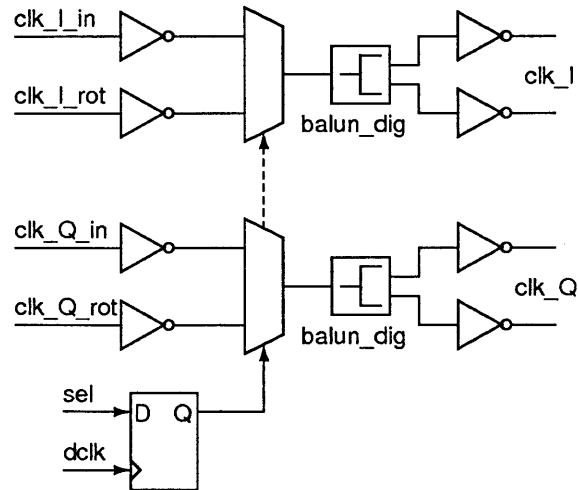 clk_I_in
clk_I_rot
clk_I
balun_dig
clk_Q_in
clk_Q_rot
clk_Q
balun_dig
sel
D Q
dclk